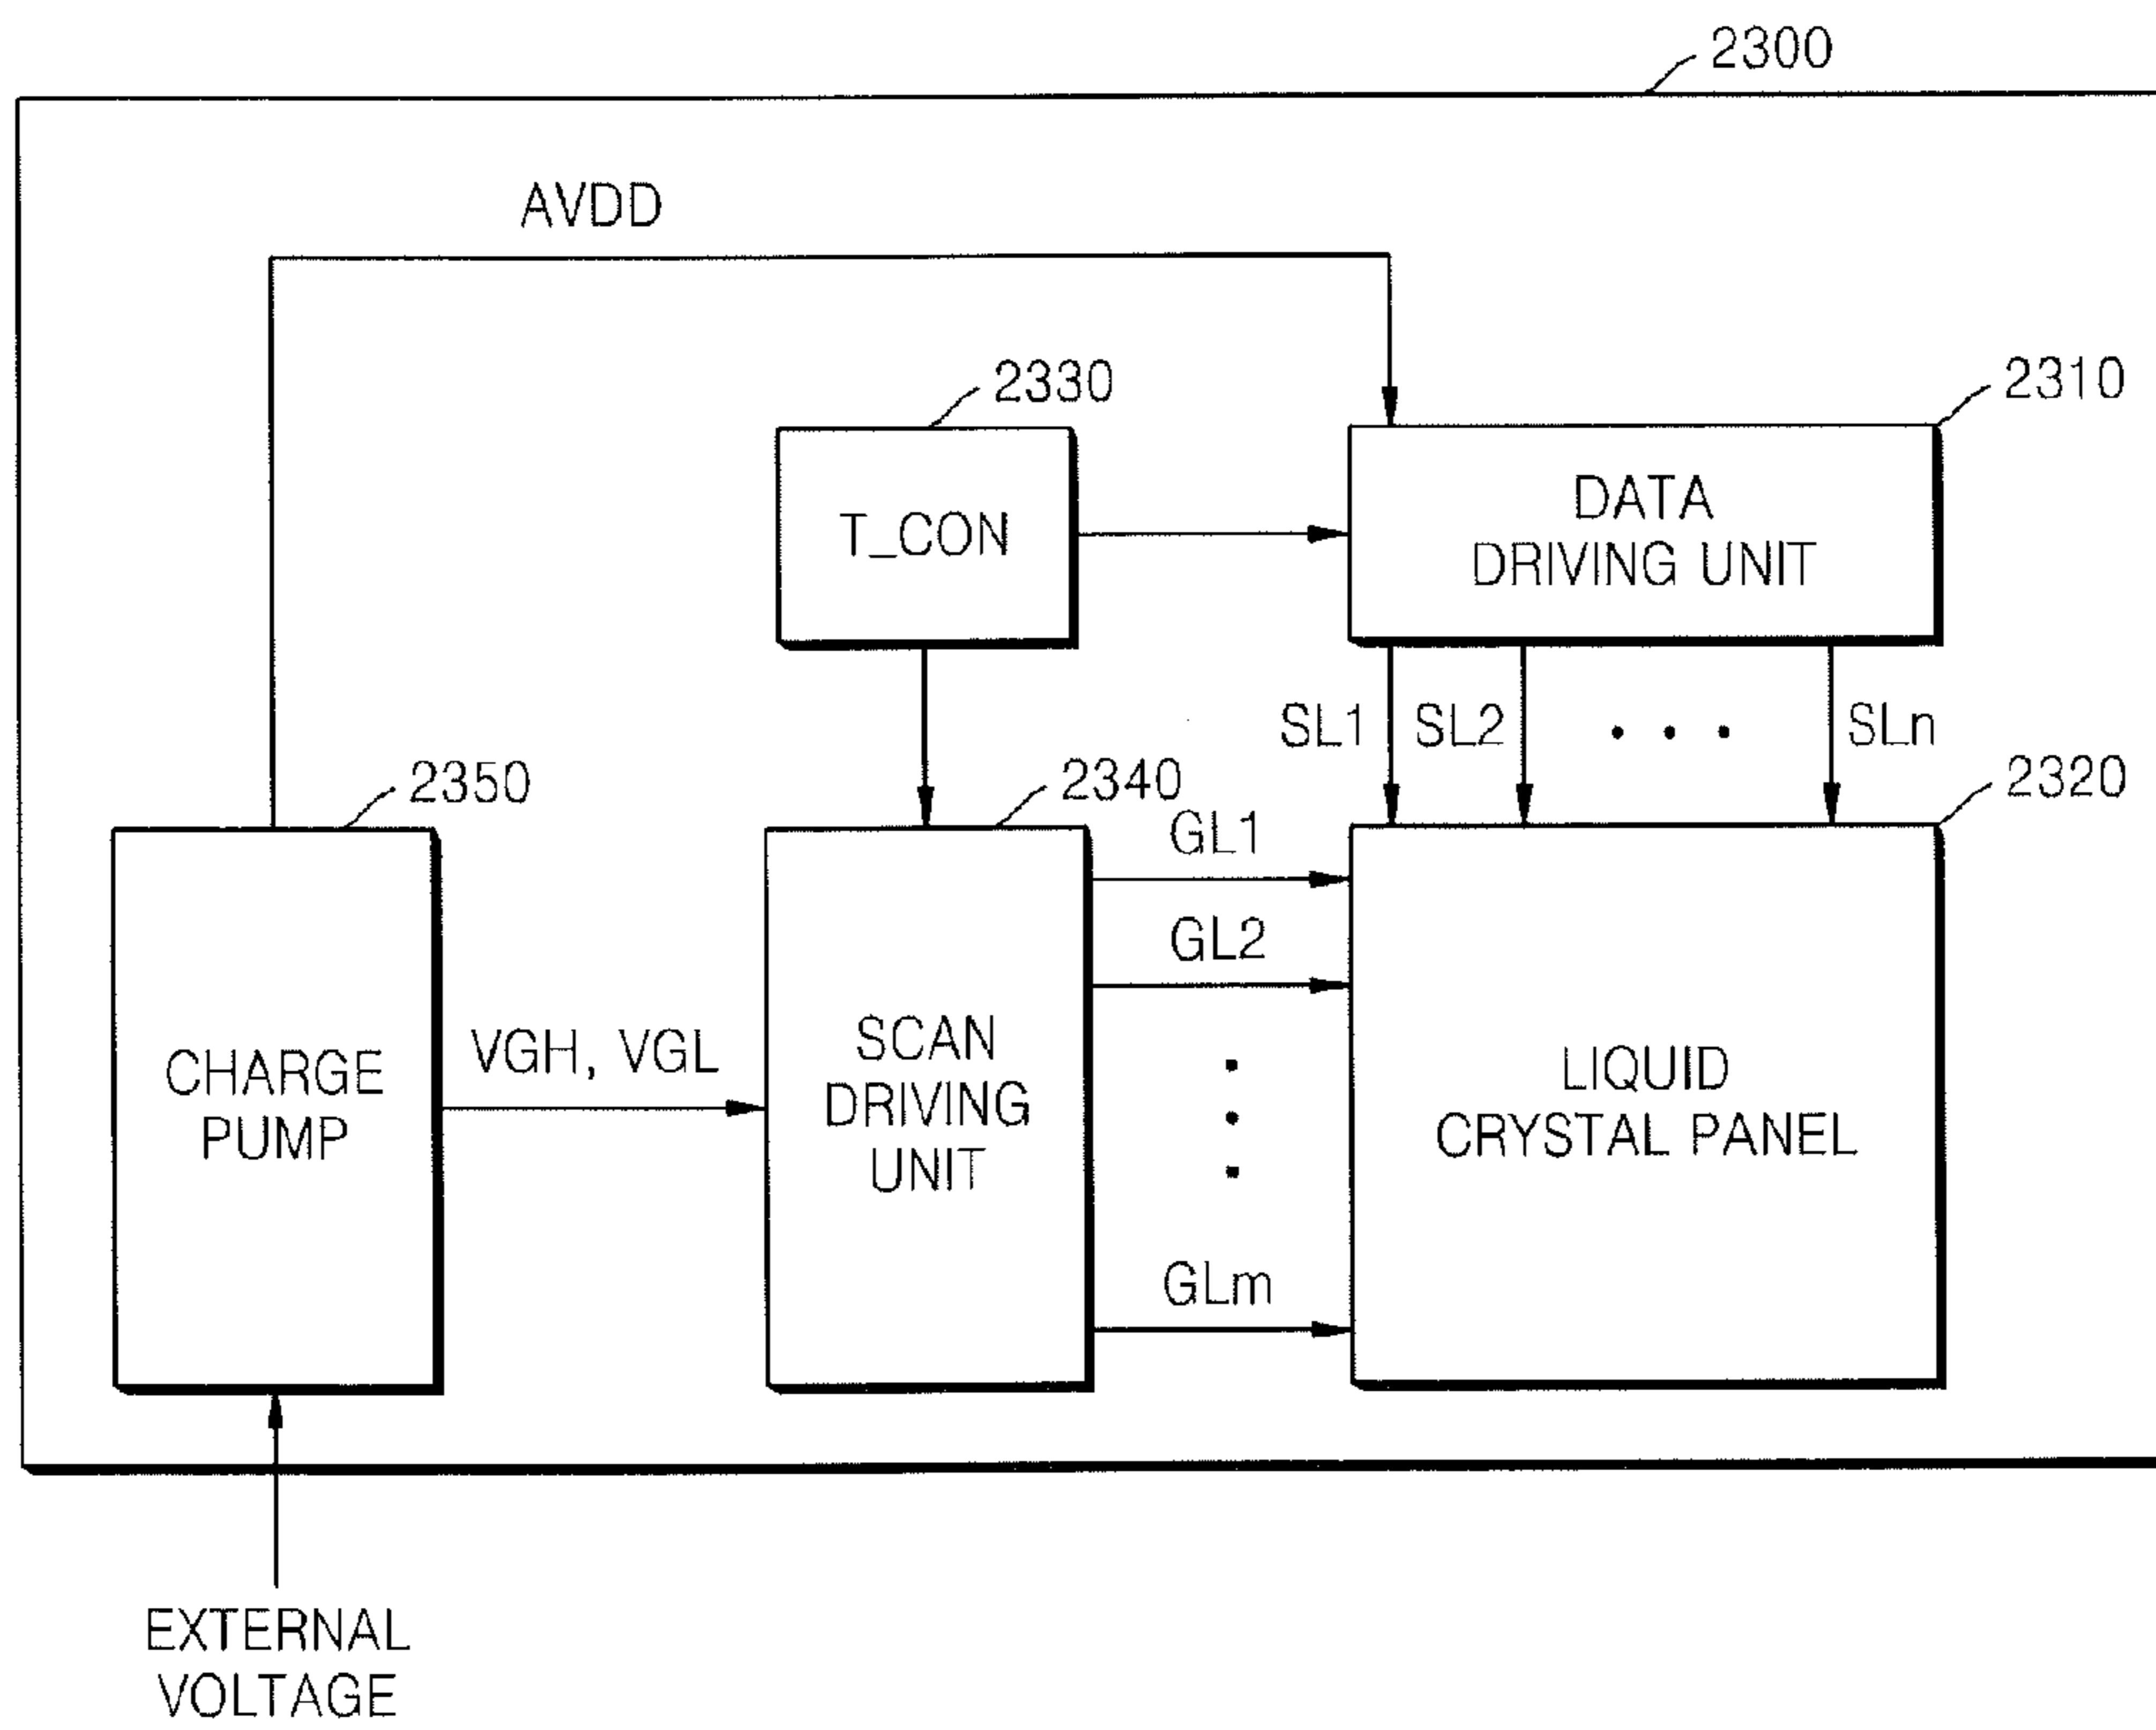 2300
AVDD
2330
2310
T_CON
DATA
DRIVING UNIT
SL1
SL2
SLn
2350
2340
2320
GL1
GL2
GLm
CHARGE
PUMP
VGH, VGL
SCAN
DRIVING
UNIT
LIQUID
CRYSTAL PANEL
EXTERNAL
VOLTAGE